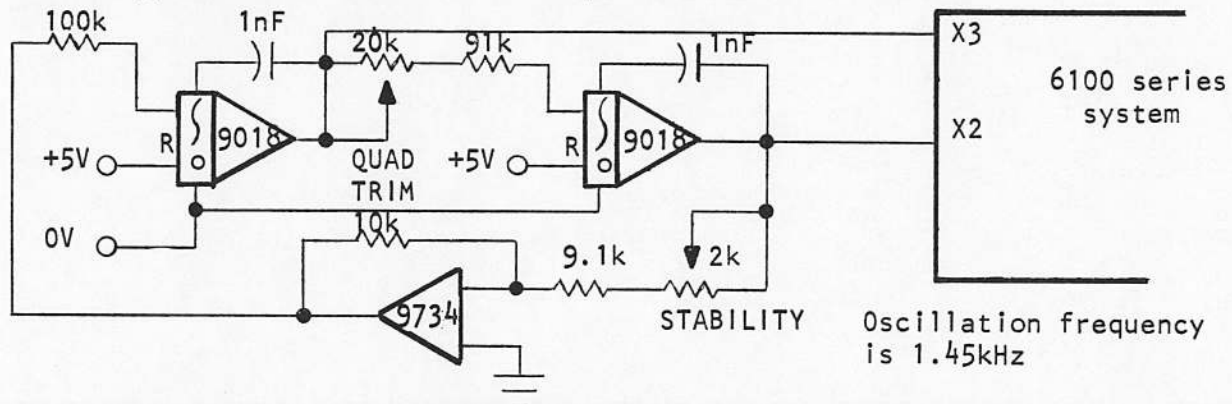 100k
1nF
20k
91k
1nF
X3
6100 series
system
X2
9018
9018
R
R
+5V
+5V
QUAD
TRIM
0V
10k
9.1k
2k
9734
STABILITY
Oscillation frequency
is 1.45kHz